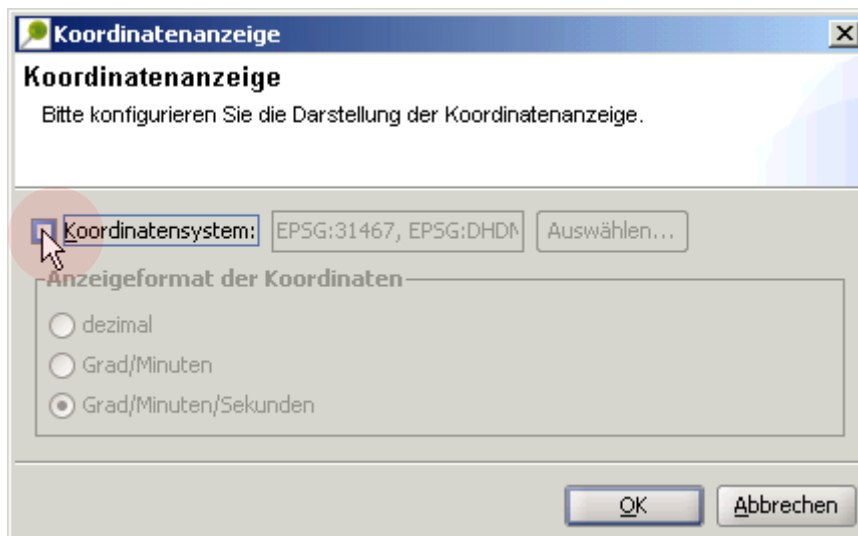 Koordinatenanzeige
Koordinatenanzeige
Bitte konfigurieren Sie die Darstellung der Koordinatenanzeige.
Koordinatensystem: EPSG:31467, EPSG:DHDN Auswählen...
Anzeigeformat der Koordinaten
dezimal
Grad/Minuten
Grad/Minuten/Sekunden
OK Abbrechen